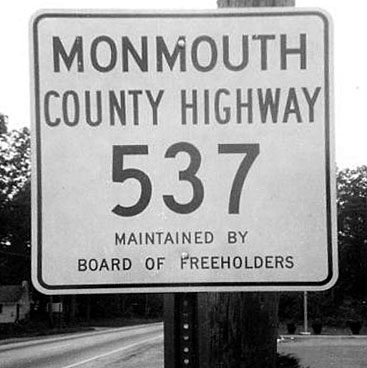 MONMOUTH
COUNTY HIGHWAY
537
MAINTAINED BY
BOARD OF FREEHOLDERS